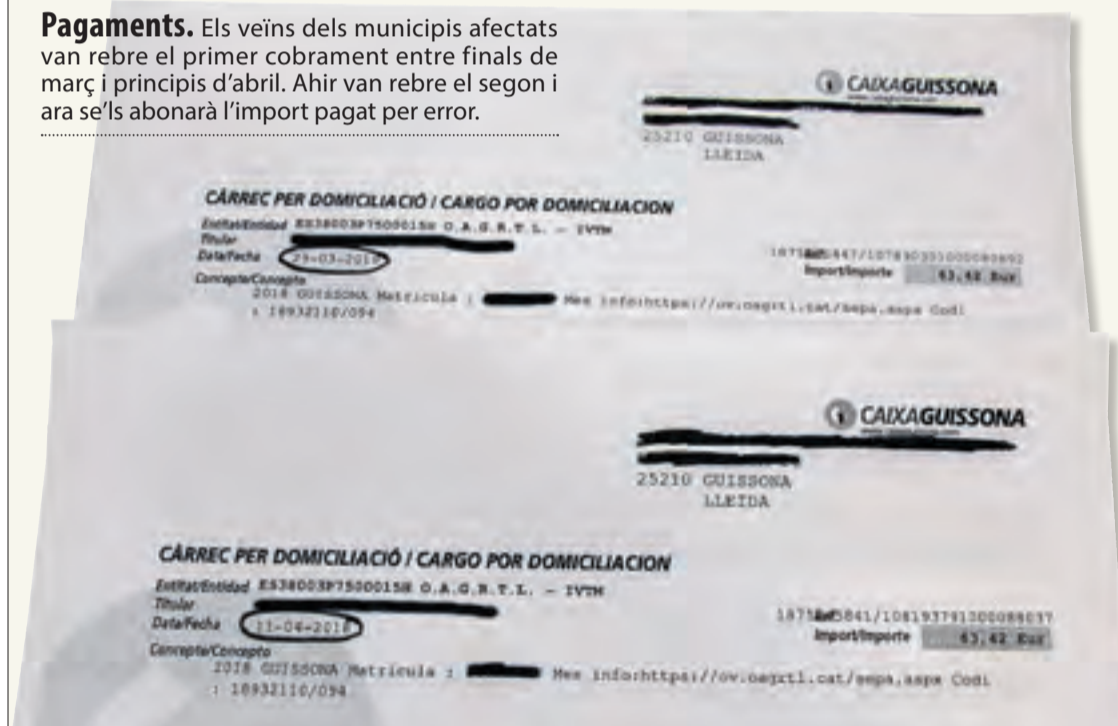 Pagaments. Els veïns dels municipis afectats
van rebre el primer cobrament entre finals de
març i principis d'abril. Ahir van rebre el segon i
ara se'ls abonarà l'import pagat per error.
CAIXAGUISSONA
25210 GUISSONA
LLEIDA
CÀRREC PER DOMICILIACIÓ / CARGO POR DOMICILIACION
Entitat/Entidad O.A.G.R.T.L. - IVTM
Titular
Data/Fecha 29-03-2018
Import/Importe 63,42 Eur
Concepte/Concepto
2018 GUISSONA Matricula : Mes info:https://ov.oagrtl.cat/sepa.aspx Codi
: 18932110/094
CAIXAGUISSONA
25210 GUISSONA
LLEIDA
CÀRREC PER DOMICILIACIÓ / CARGO POR DOMICILIACION
Entitat/Entidad O.A.G.R.T.L. - IVTM
Titular
Data/Fecha 11-04-2018
Import/Importe 63,42 Eur
Concepte/Concepto
2018 GUISSONA Matricula : Mes info:https://ov.oagrtl.cat/sepa.aspx Codi
: 18932110/094